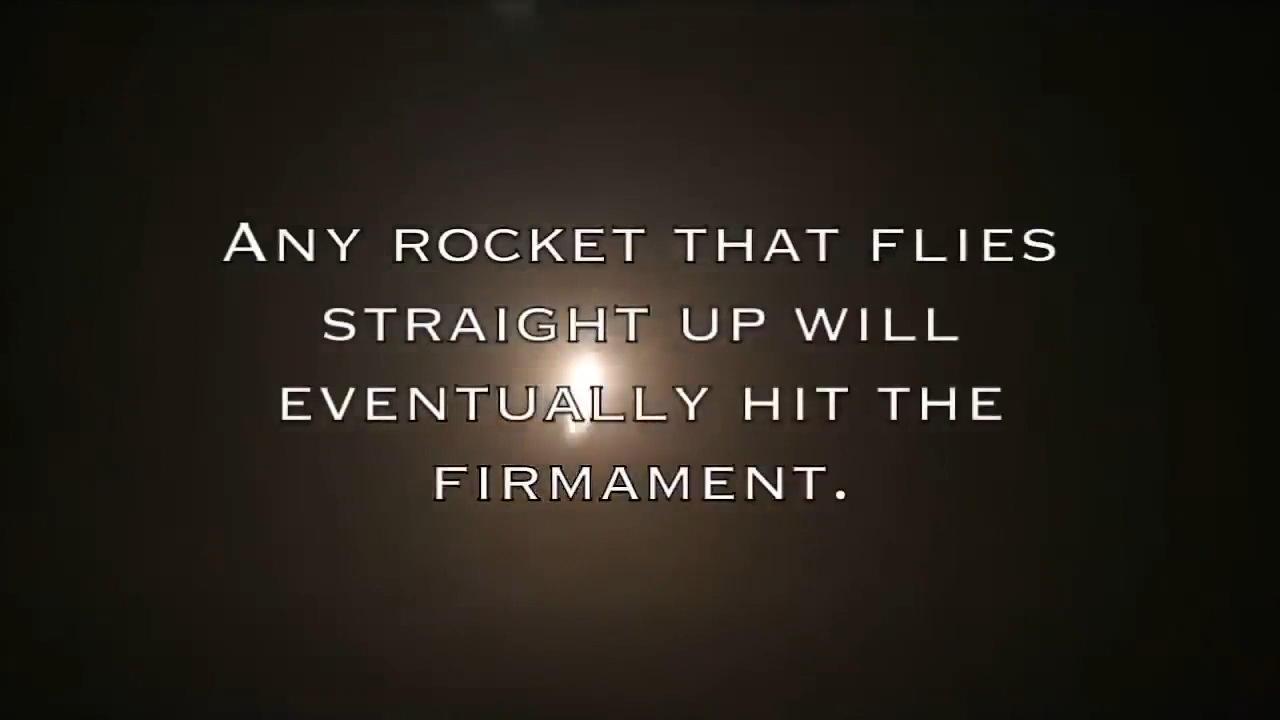 Any rocket that flies
straight up will
eventually hit the
firmament.